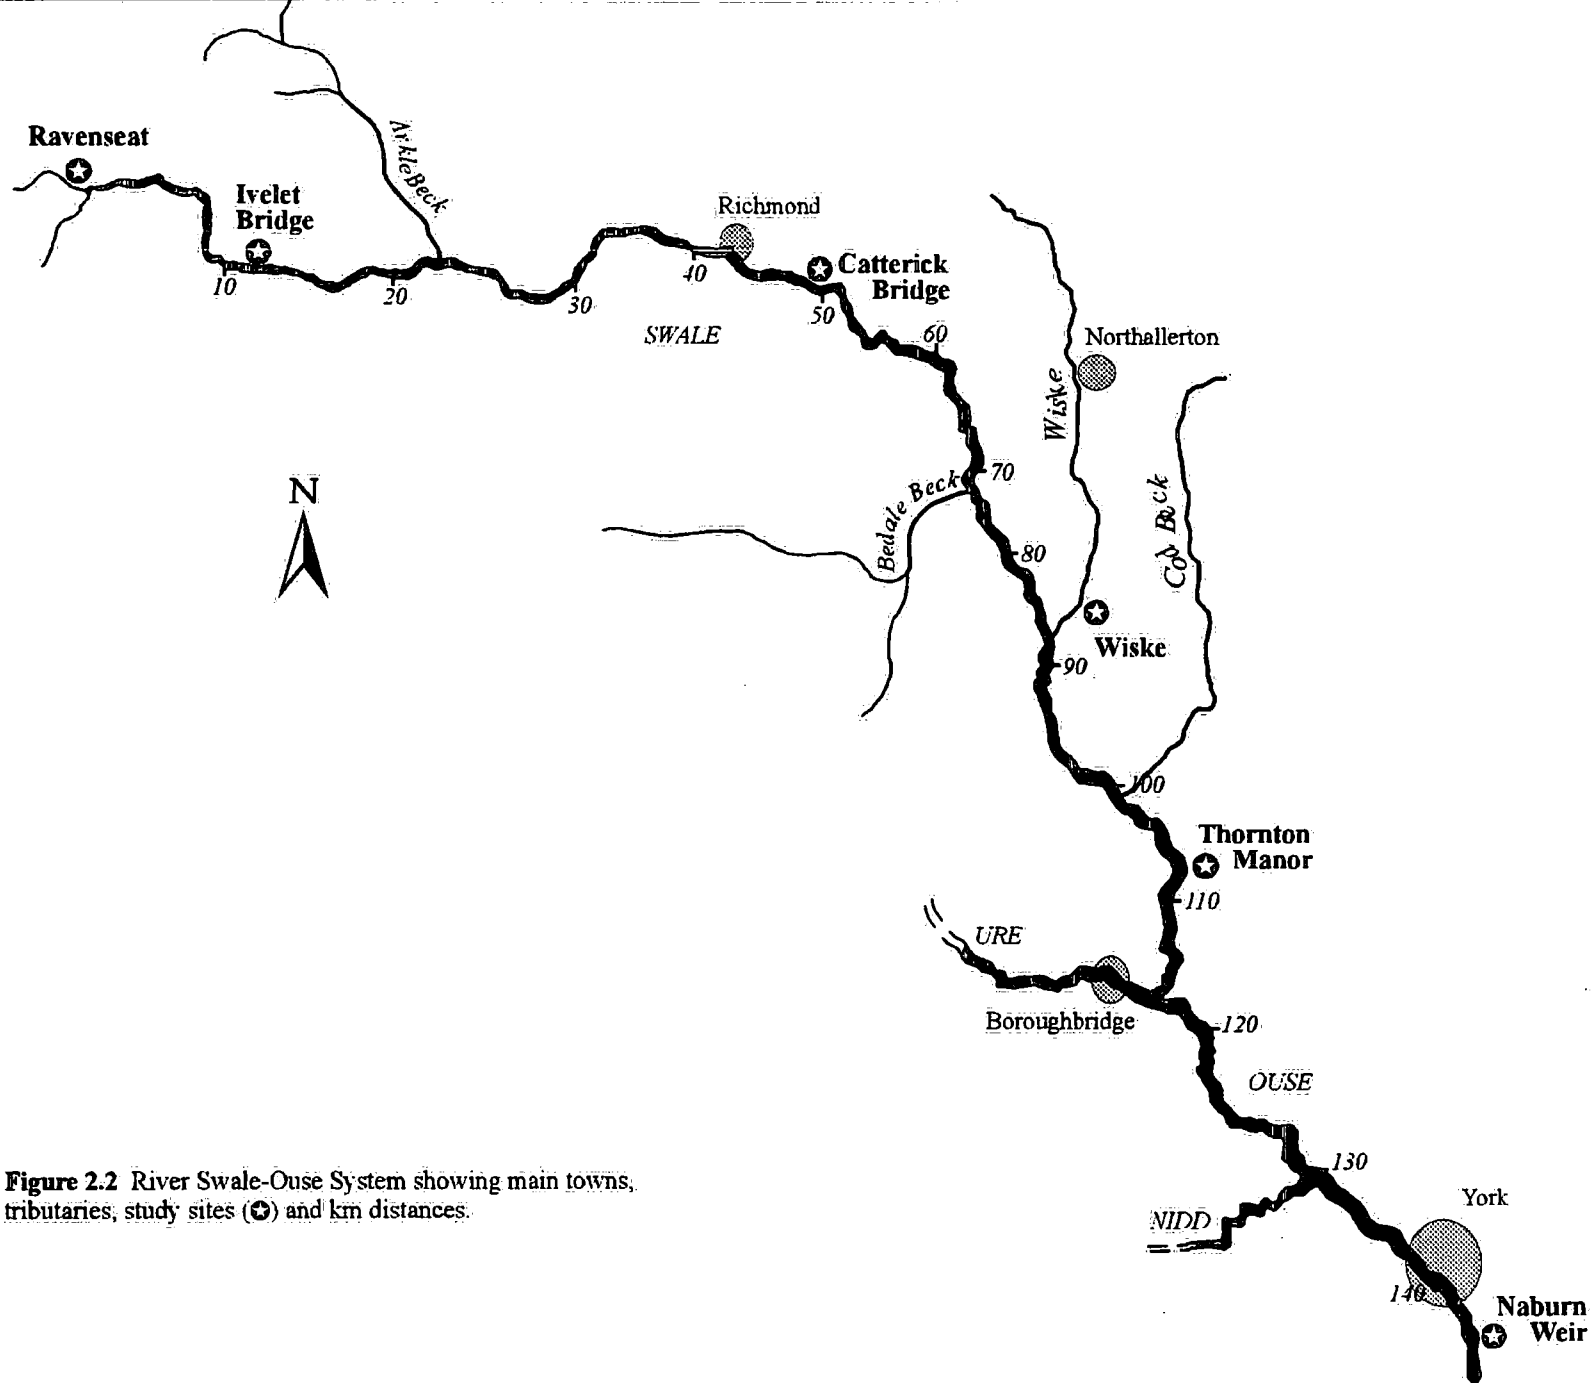 Ravenseat
Ivelet
Bridge
Arkle Beck
Richmond
Catterick
Bridge
10
20
30
40
50
60
SWALE
Northallerton
Wiske
Cod Beck
N
Bedale Beck
70
80
Wiske
90
100
Thornton
Manor
110
URE
Boroughbridge
120
OUSE
130
NIDD
York
140
Naburn
Weir
Figure 2.2 River Swale-Ouse System showing main towns,
tributaries, study sites (✪) and km distances.